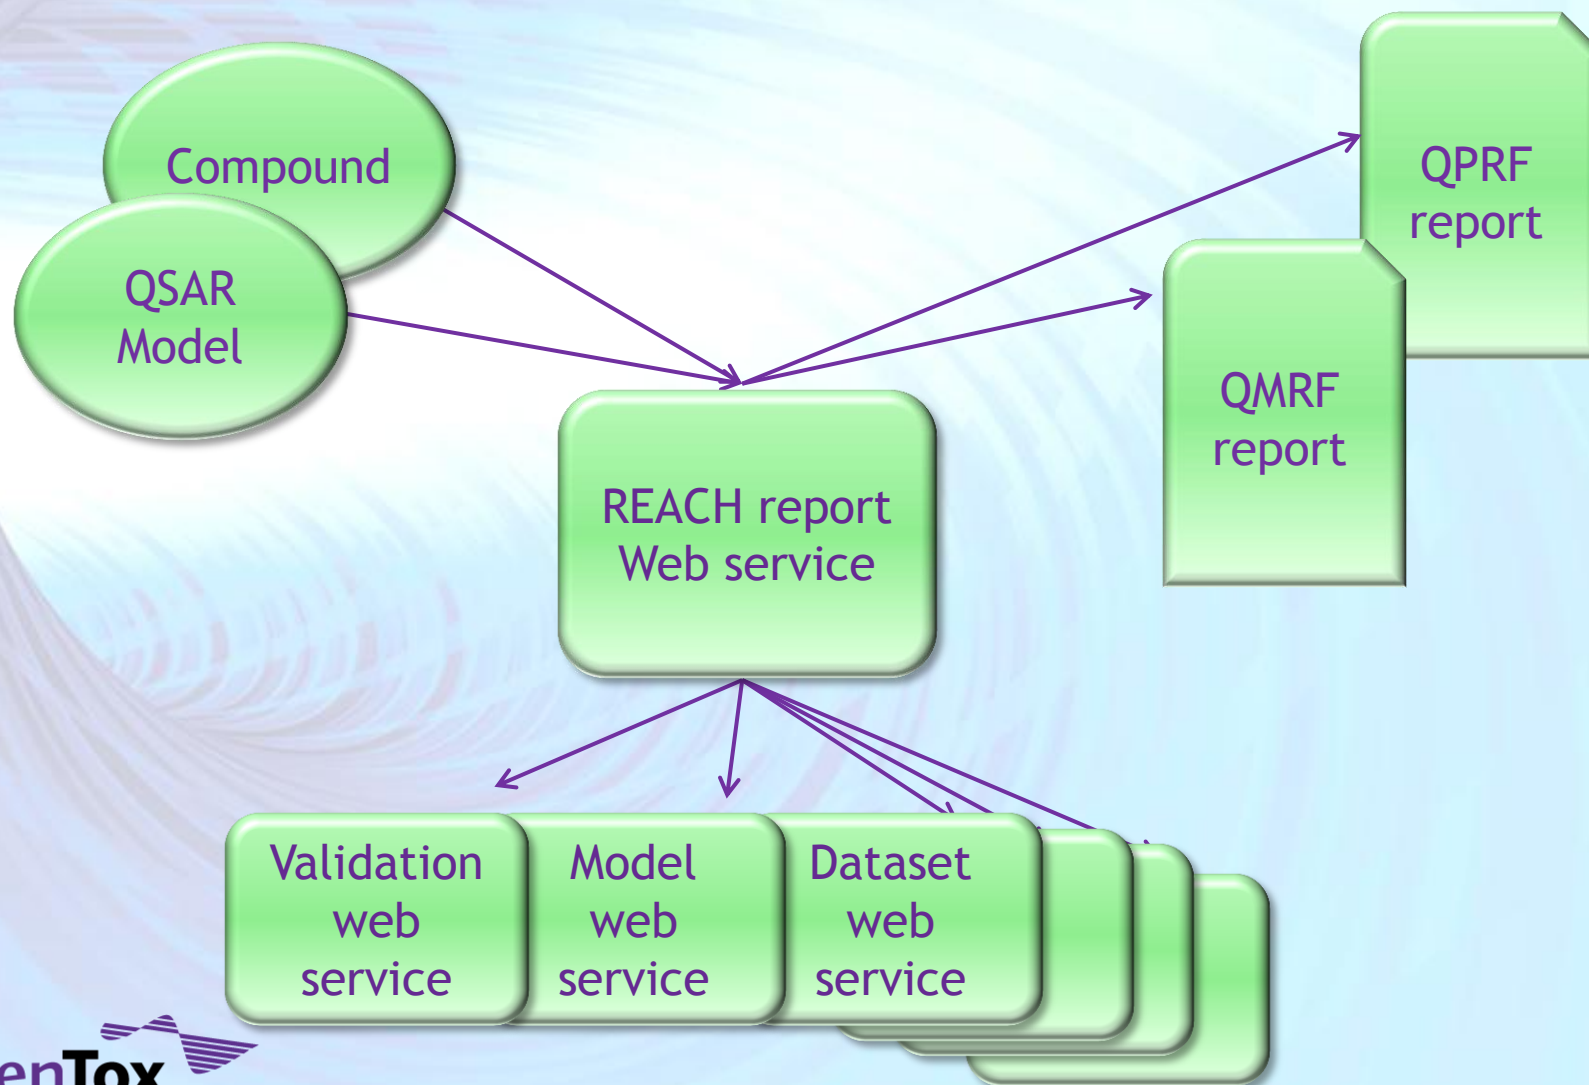 Compound
QSAR
Model
QPRF
report
QMRF
report
REACH report
Web service
Validation
web
service
Model
web
service
Dataset
web
service
enTox